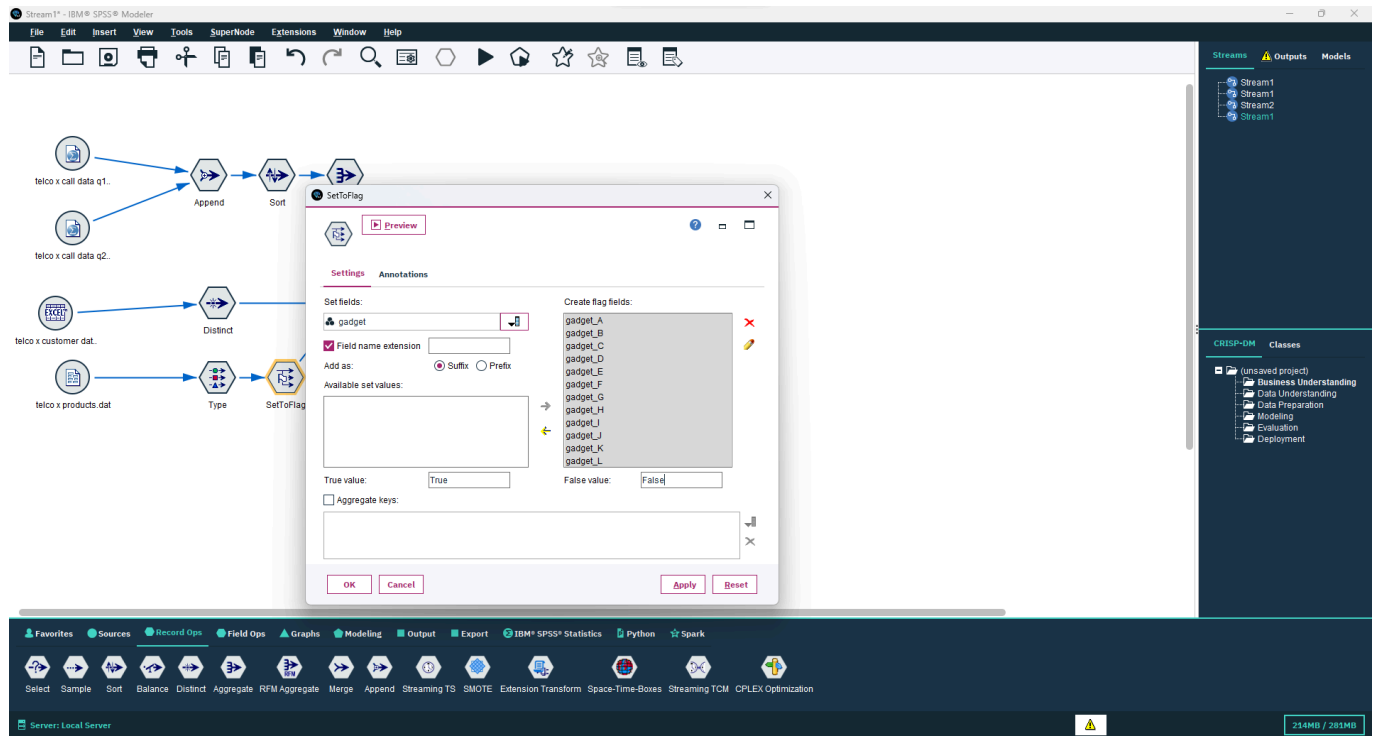 Stream1* - IBM® SPSS® Modeler
File Edit Insert View Tools SuperNode Extensions Window Help
Streams Outputs Models
Stream1
Stream1
Stream2
Stream1
telco x call data q1..
Append
Sort
telco x call data q2..
EXCEL
Distinct
telco x customer dat..
telco x products.dat
Type
SetToFlag
SetToFlag
Preview
Settings Annotations
Set fields:
Create flag fields:
gadget
gadget_A
gadget_B
gadget_C
gadget_D
gadget_E
gadget_F
gadget_G
gadget_H
gadget_I
gadget_J
gadget_K
gadget_L
Field name extension
Add as: Suffix Prefix
Available set values:
True value: True
False value: False
Aggregate keys:
OK Cancel Apply Reset
CRISP-DM Classes
(unsaved project)
Business Understanding
Data Understanding
Data Preparation
Modeling
Evaluation
Deployment
Favorites Sources Record Ops Field Ops Graphs Modeling Output Export IBM® SPSS® Statistics Python Spark
RFM
Select Sample Sort Balance Distinct Aggregate RFM Aggregate Merge Append Streaming TS SMOTE Extension Transform Space-Time-Boxes Streaming TCM CPLEX Optimization
Server: Local Server
214MB / 281MB